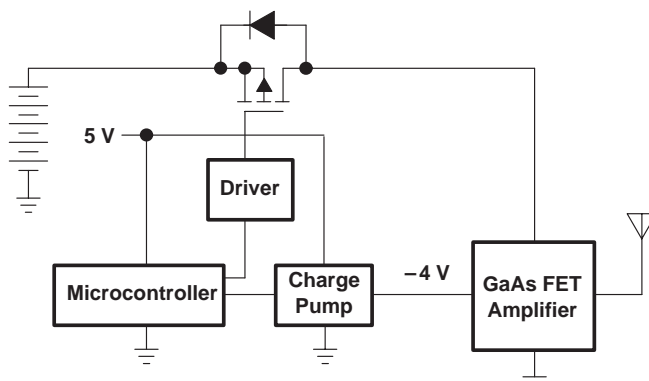 5 V
Driver
Microcontroller
Charge
Pump
–4 V
GaAs FET
Amplifier